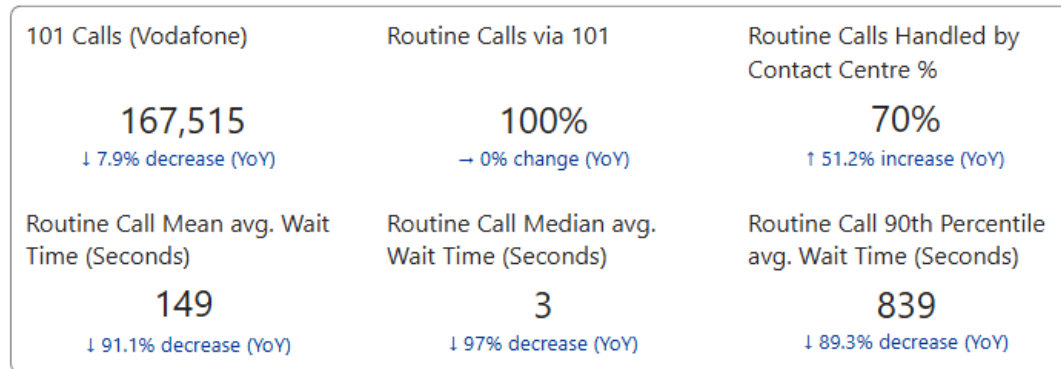 101 Calls (Vodafone)
167,515
↓ 7.9% decrease (YoY)
Routine Calls via 101
100%
→ 0% change (YoY)
Routine Calls Handled by
Contact Centre %
70%
↑ 51.2% increase (YoY)
Routine Call Mean avg. Wait
Time (Seconds)
149
↓ 91.1% decrease (YoY)
Routine Call Median avg.
Wait Time (Seconds)
3
↓ 97% decrease (YoY)
Routine Call 90th Percentile
avg. Wait Time (Seconds)
839
↓ 89.3% decrease (YoY)